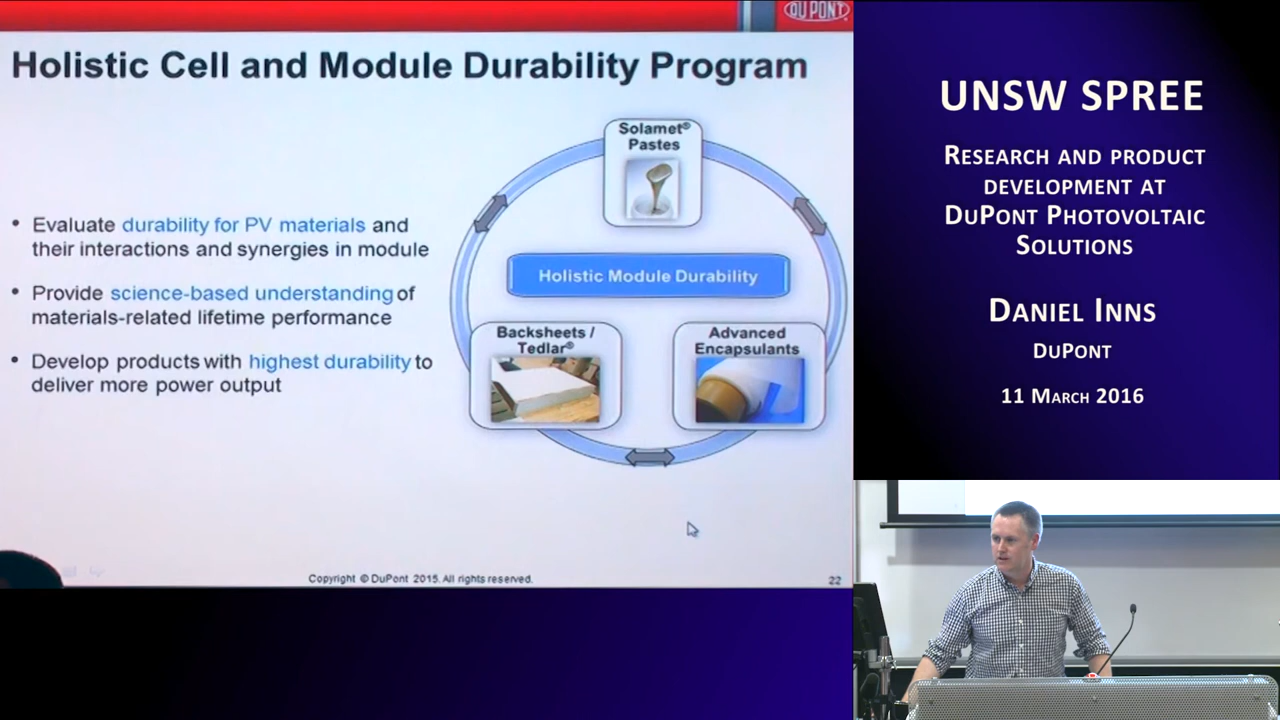 DUPONT
Holistic Cell and Module Durability Program
• Evaluate durability for PV materials and
their interactions and synergies in module
• Provide science-based understanding of
materials-related lifetime performance
• Develop products with highest durability to
deliver more power output
Solamet®
Pastes
Holistic Module Durability
Backsheets /
Tedlar®
Advanced
Encapsulants
Copyright © DuPont 2015. All rights reserved.
22
UNSW SPREE
RESEARCH AND PRODUCT
DEVELOPMENT AT
DUPONT PHOTOVOLTAIC
SOLUTIONS
DANIEL INNS
DUPONT
11 MARCH 2016